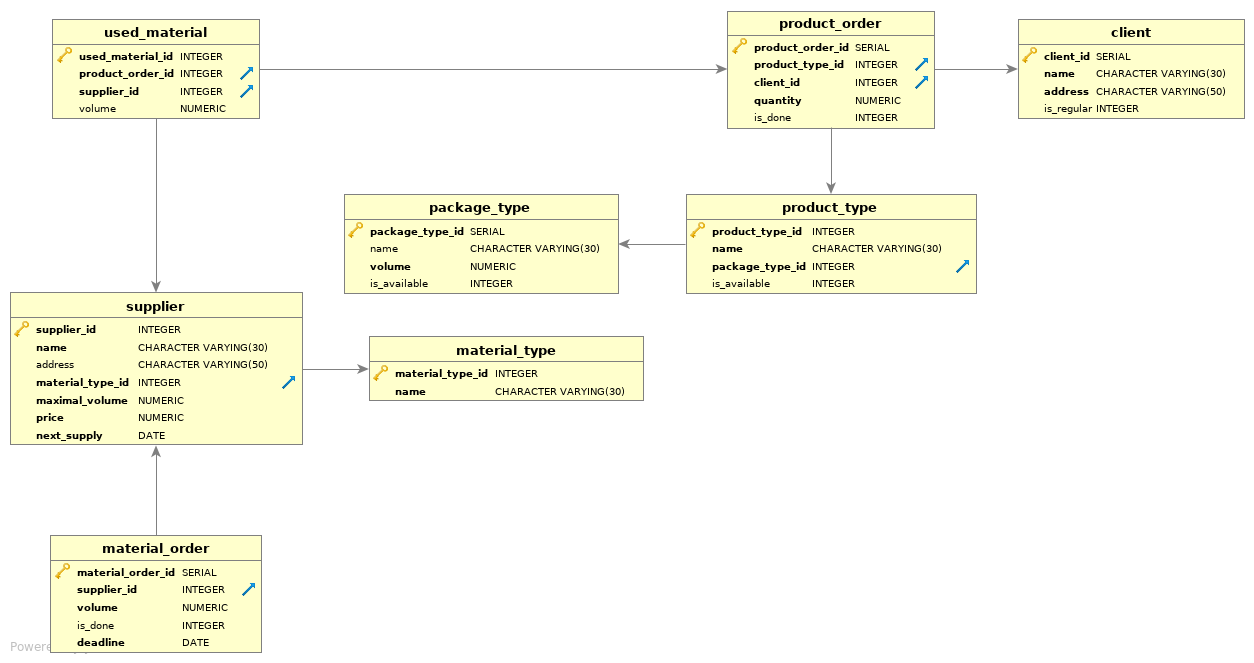 used_material
used_material_id INTEGER
product_order_id INTEGER
supplier_id INTEGER
volume NUMERIC
product_order
product_order_id SERIAL
product_type_id INTEGER
client_id INTEGER
quantity NUMERIC
is_done INTEGER
client
client_id SERIAL
name CHARACTER VARYING(30)
address CHARACTER VARYING(50)
is_regular INTEGER
package_type
package_type_id SERIAL
name CHARACTER VARYING(30)
volume NUMERIC
is_available INTEGER
product_type
product_type_id INTEGER
name CHARACTER VARYING(30)
package_type_id INTEGER
is_available INTEGER
supplier
supplier_id INTEGER
name CHARACTER VARYING(30)
address CHARACTER VARYING(50)
material_type_id INTEGER
maximal_volume NUMERIC
price NUMERIC
next_supply DATE
material_type
material_type_id INTEGER
name CHARACTER VARYING(30)
material_order
material_order_id SERIAL
supplier_id INTEGER
volume NUMERIC
is_done INTEGER
deadline DATE